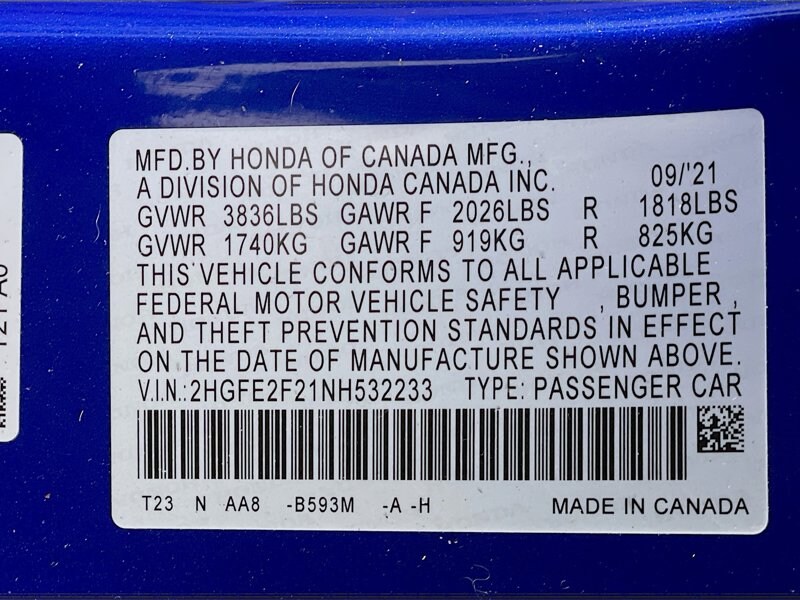 MFD.BY HONDA OF CANADA MFG.,
A DIVISION OF HONDA CANADA INC. 09/'21
GVWR 3836LBS GAWR F 2026LBS R 1818LBS
GVWR 1740KG GAWR F 919KG R 825KG
THIS VEHICLE CONFORMS TO ALL APPLICABLE
FEDERAL MOTOR VEHICLE SAFETY , BUMPER ,
AND THEFT PREVENTION STANDARDS IN EFFECT
ON THE DATE OF MANUFACTURE SHOWN ABOVE.
V.I.N.:2HGFE2F21NH532233 TYPE: PASSENGER CAR
T23 N AA8 -B593M -A -H MADE IN CANADA